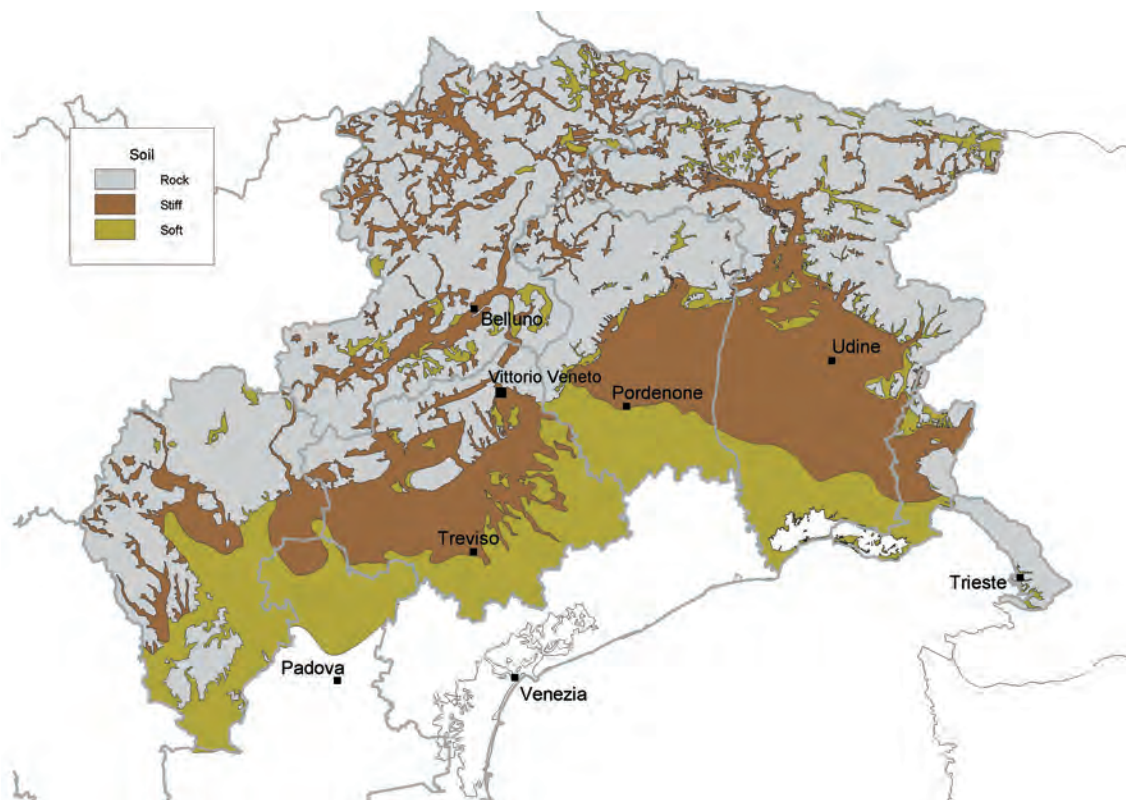 Soil
Rock
Stiff
Soft
Belluno
Udine
Vittorio Veneto
Pordenone
Treviso
Trieste
Padova
Venezia